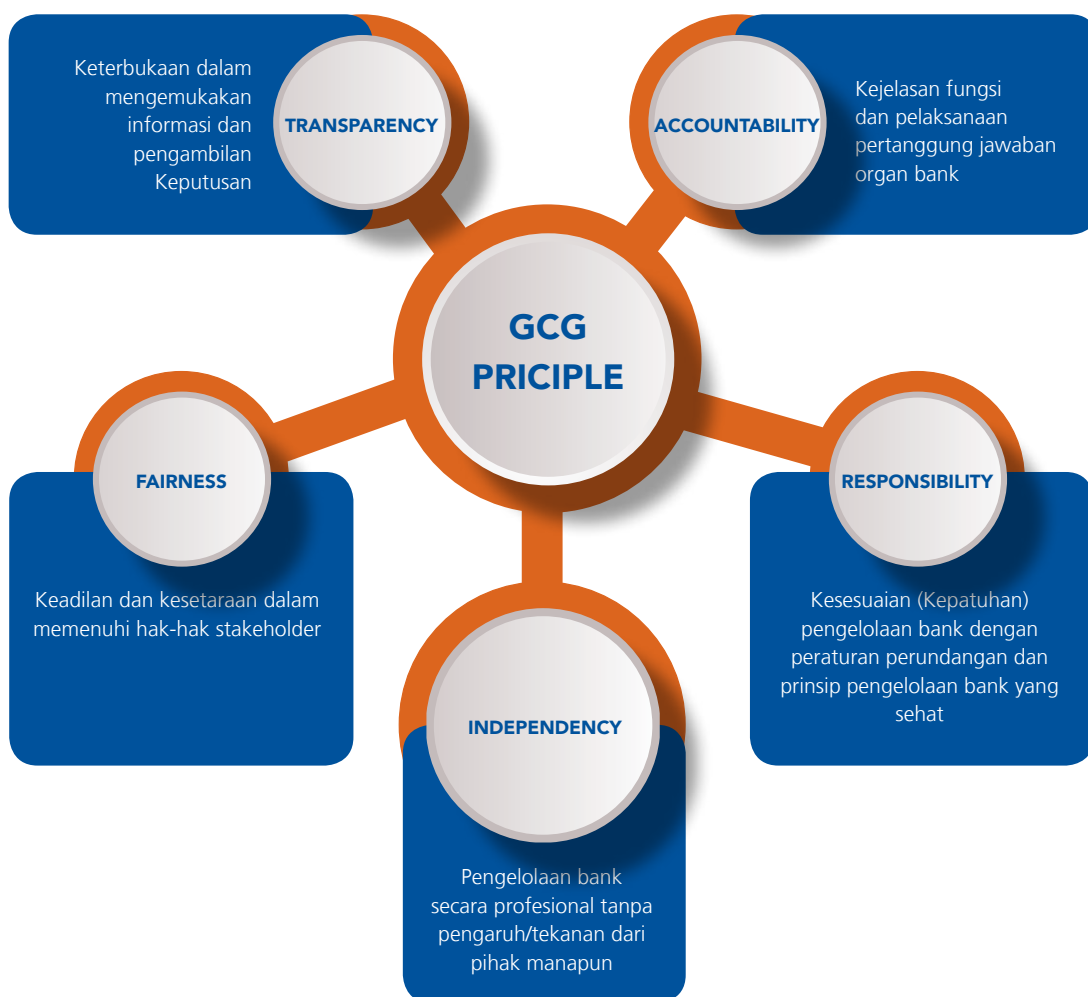 Keterbukaan dalam
mengemukakan
informasi dan
pengambilan
Keputusan
TRANSPARENCY
ACCOUNTABILITY
Kejelasan fungsi
dan pelaksanaan
pertanggung jawaban
organ bank
GCG
PRICIPLE
FAIRNESS
Keadilan dan kesetaraan dalam
memenuhi hak-hak stakeholder
RESPONSIBILITY
Kesesuaian (Kepatuhan)
pengelolaan bank dengan
peraturan perundangan dan
prinsip pengelolaan bank yang
sehat
INDEPENDENCY
Pengelolaan bank
secara profesional tanpa
pengaruh/tekanan dari
pihak manapun